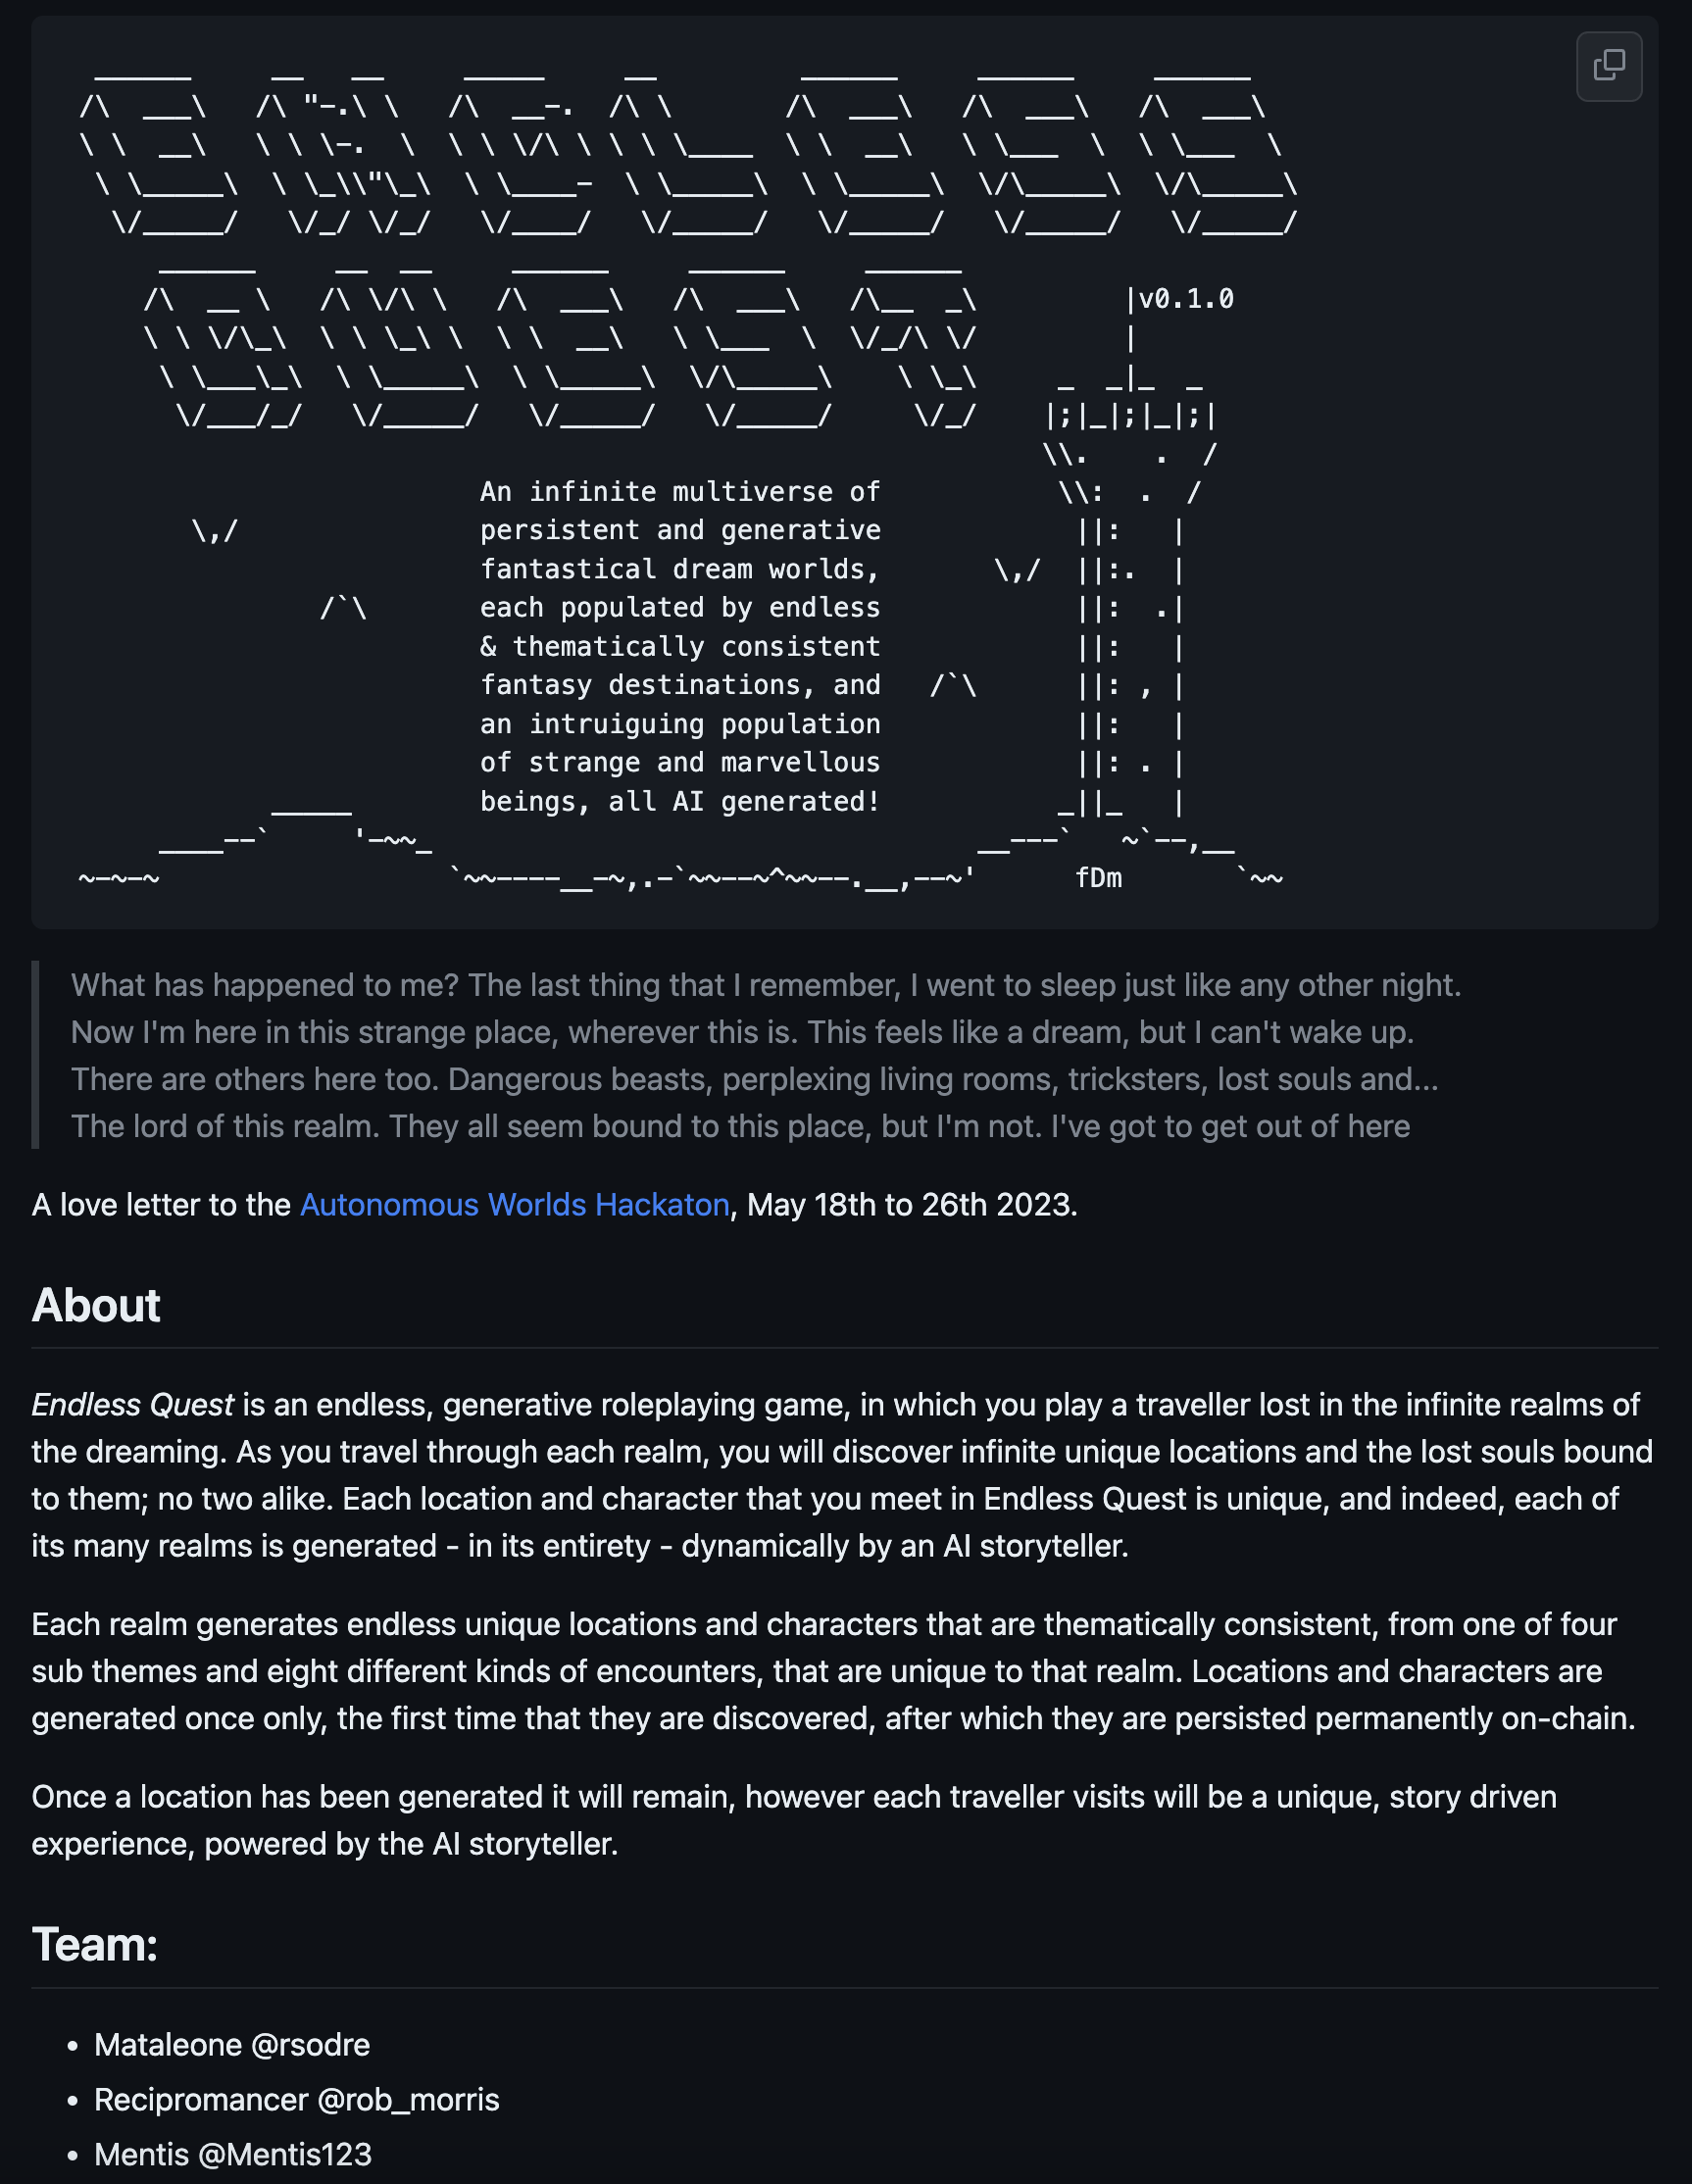 ENDLESS
QUEST
|v0.1.0
An infinite multiverse of
persistent and generative
fantastical dream worlds,
each populated by endless
& thematically consistent
fantasy destinations, and
an intruiguing population
of strange and marvellous
beings, all AI generated!
fDm
What has happened to me? The last thing that I remember, I went to sleep just like any other night.
Now I'm here in this strange place, wherever this is. This feels like a dream, but I can't wake up.
There are others here too. Dangerous beasts, perplexing living rooms, tricksters, lost souls and...
The lord of this realm. They all seem bound to this place, but I'm not. I've got to get out of here
A love letter to the Autonomous Worlds Hackaton, May 18th to 26th 2023.
About
Endless Quest is an endless, generative roleplaying game, in which you play a traveller lost in the infinite realms of
the dreaming. As you travel through each realm, you will discover infinite unique locations and the lost souls bound
to them; no two alike. Each location and character that you meet in Endless Quest is unique, and indeed, each of
its many realms is generated - in its entirety - dynamically by an AI storyteller.
Each realm generates endless unique locations and characters that are thematically consistent, from one of four
sub themes and eight different kinds of encounters, that are unique to that realm. Locations and characters are
generated once only, the first time that they are discovered, after which they are persisted permanently on-chain.
Once a location has been generated it will remain, however each traveller visits will be a unique, story driven
experience, powered by the AI storyteller.
Team:
• Mataleone @rsodre
• Recipromancer @rob_morris
• Mentis @Mentis123